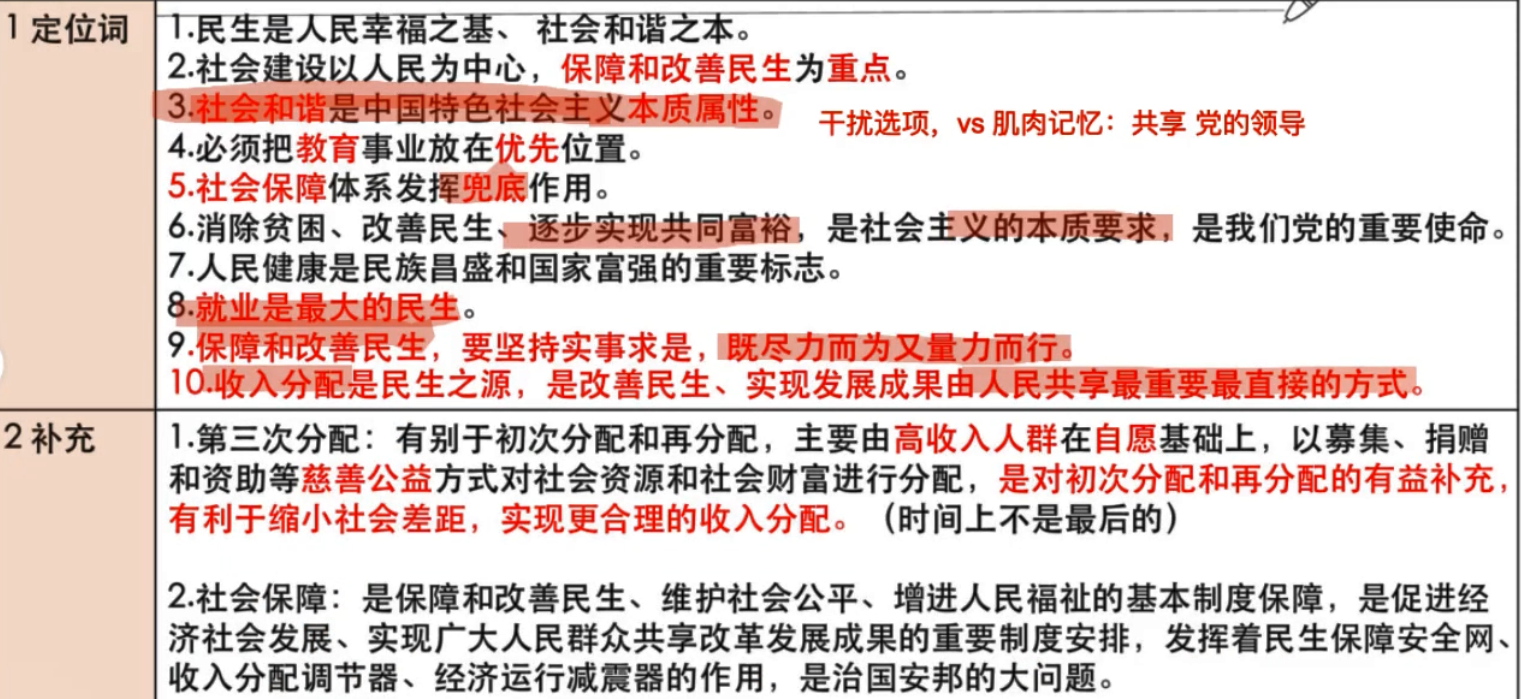 1 定位词
1.民生是人民幸福之基、 社会和谐之本。
2.社会建设以人民为中心，保障和改善民生为重点。
3.社会和谐是中国特色社会主义本质属性。
干扰选项，vs 肌肉记忆：共享 党的领导
4.必须把教育事业放在优先位置。
5.社会保障体系发挥兜底作用。
6.消除贫困、改善民生、逐步实现共同富裕，是社会主义的本质要求，是我们党的重要使命。
7.人民健康是民族昌盛和国家富强的重要标志。
8.就业是最大的民生。
9.保障和改善民生，要坚持实事求是，既尽力而为又量力而行。
10.收入分配是民生之源，是改善民生、实现发展成果由人民共享最重要最直接的方式。
2 补充
1.第三次分配：有别于初次分配和再分配，主要由高收入人群在自愿基础上，以募集、捐赠
和资助等慈善公益方式对社会资源和社会财富进行分配，是对初次分配和再分配的有益补充，
有利于缩小社会差距，实现更合理的收入分配。（时间上不是最后的）
2.社会保障：是保障和改善民生、维护社会公平、增进人民福祉的基本制度保障，是促进经
济社会发展、实现广大人民群众共享改革发展成果的重要制度安排，发挥着民生保障安全网、
收入分配调节器、经济运行减震器的作用，是治国安邦的大问题。